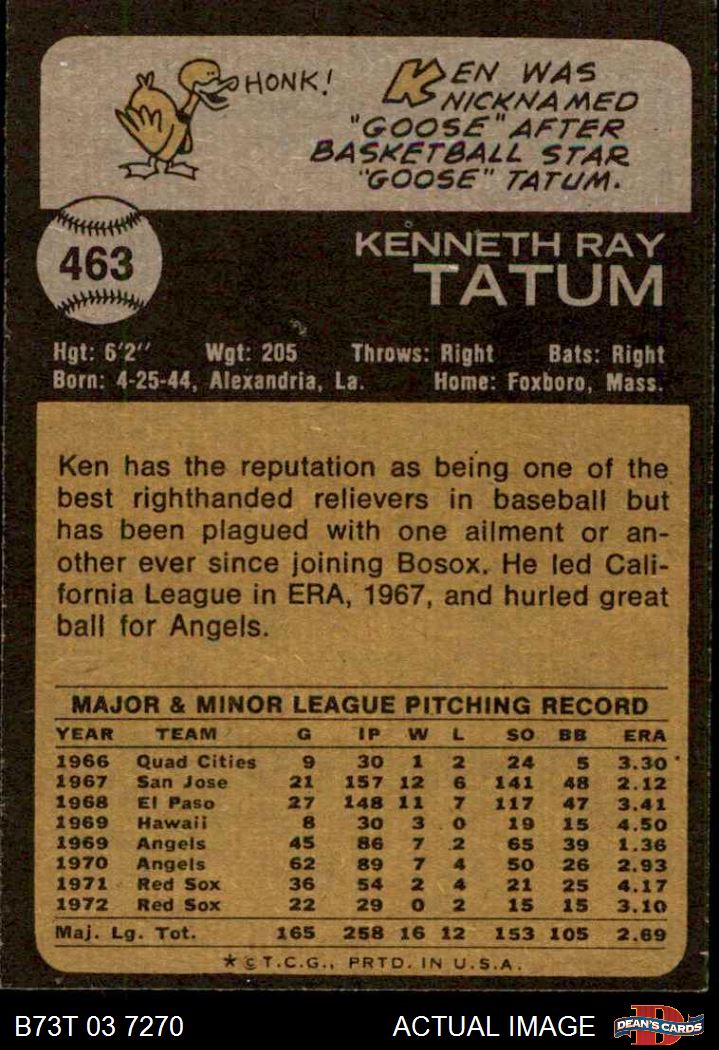 HONK!
KEN WAS
NICKNAMED
"GOOSE" AFTER
BASKETBALL STAR
"GOOSE" TATUM.
463
KENNETH RAY
TATUM
Hgt: 6'2" Wgt: 205 Throws: Right Bats: Right
Born: 4-25-44, Alexandria, La. Home: Foxboro, Mass.
Ken has the reputation as being one of the
best righthanded relievers in baseball but
has been plagued with one ailment or an-
other ever since joining Bosox. He led Cali-
fornia League in ERA, 1967, and hurled great
ball for Angels.
MAJOR & MINOR LEAGUE PITCHING RECORD
YEAR TEAM G IP W L SO BB ERA
1966 Quad Cities 9 30 1 2 24 5 3.30
1967 San Jose 21 157 12 6 141 48 2.12
1968 El Paso 27 148 11 7 117 47 3.41
1969 Hawaii 8 30 3 0 19 15 4.50
1969 Angels 45 86 7 2 65 39 1.36
1970 Angels 62 89 7 4 50 26 2.93
1971 Red Sox 36 54 2 4 21 25 4.17
1972 Red Sox 22 29 0 2 15 15 3.10
Maj. Lg. Tot. 165 258 16 12 153 105 2.69
★ © T.C.G., PRTD. IN U.S.A.
B73T 03 7270 ACTUAL IMAGE D DEAN'S CARDS